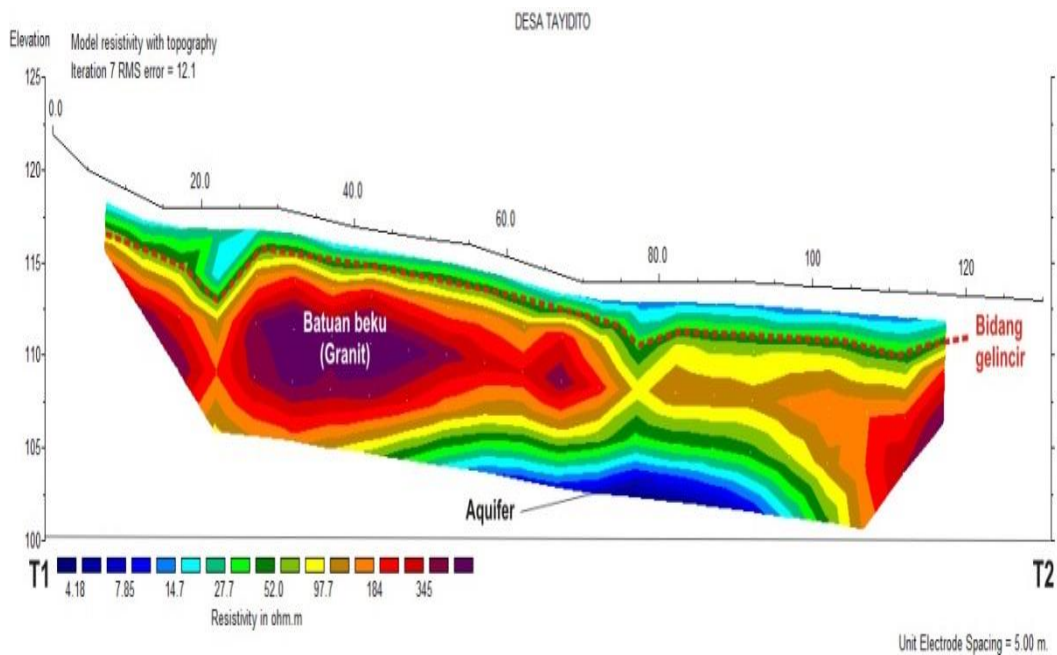 DESA TAYIDITO
Elevation
Model resistivity with topography
Iteration 7 RMS error = 12.1
125
0.0
120
20.0
40.0
60.0
115
80.0
100
120
Batuan beku
(Granit)
Bidang
gelincir
110
105
Aquifer
100
T1
T2
4.18 7.85 14.7 27.7 52.0 97.7 184 345
Resistivity in ohm.m
Unit Electrode Spacing = 5.00 m.